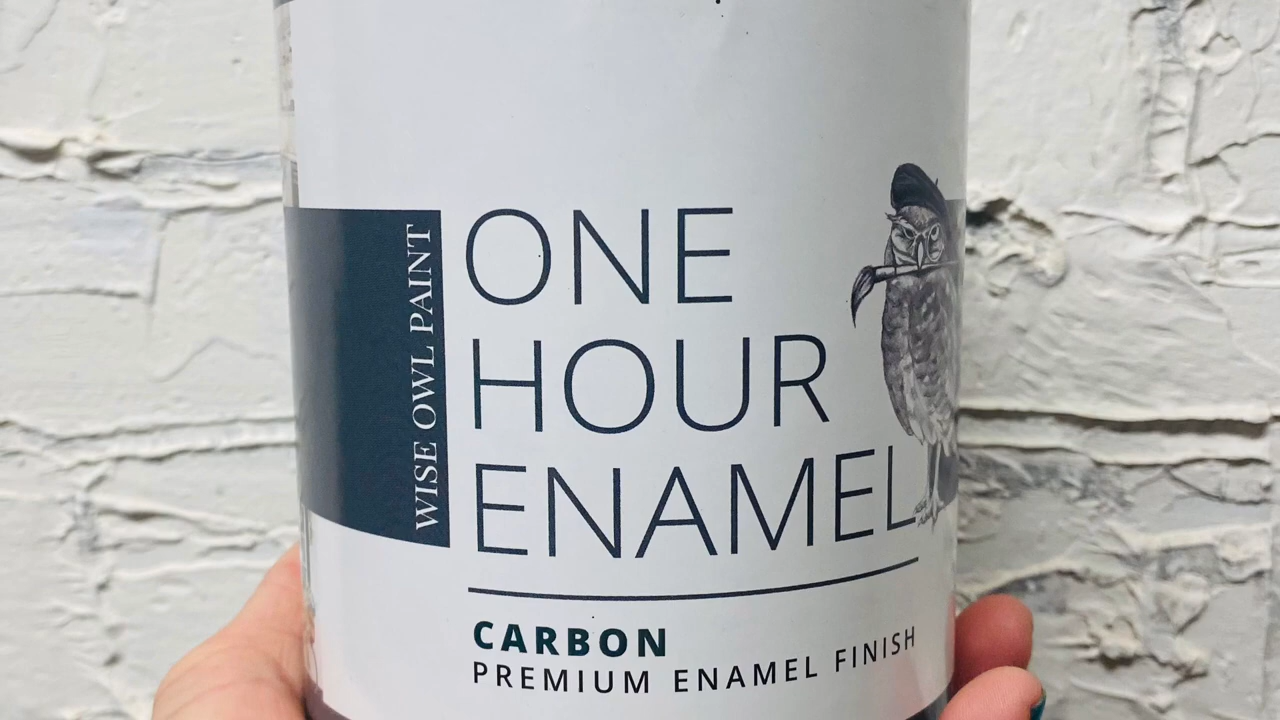 WISE OWL PAINT
ONE
HOUR
ENAMEL
CARBON
PREMIUM ENAMEL FINISH